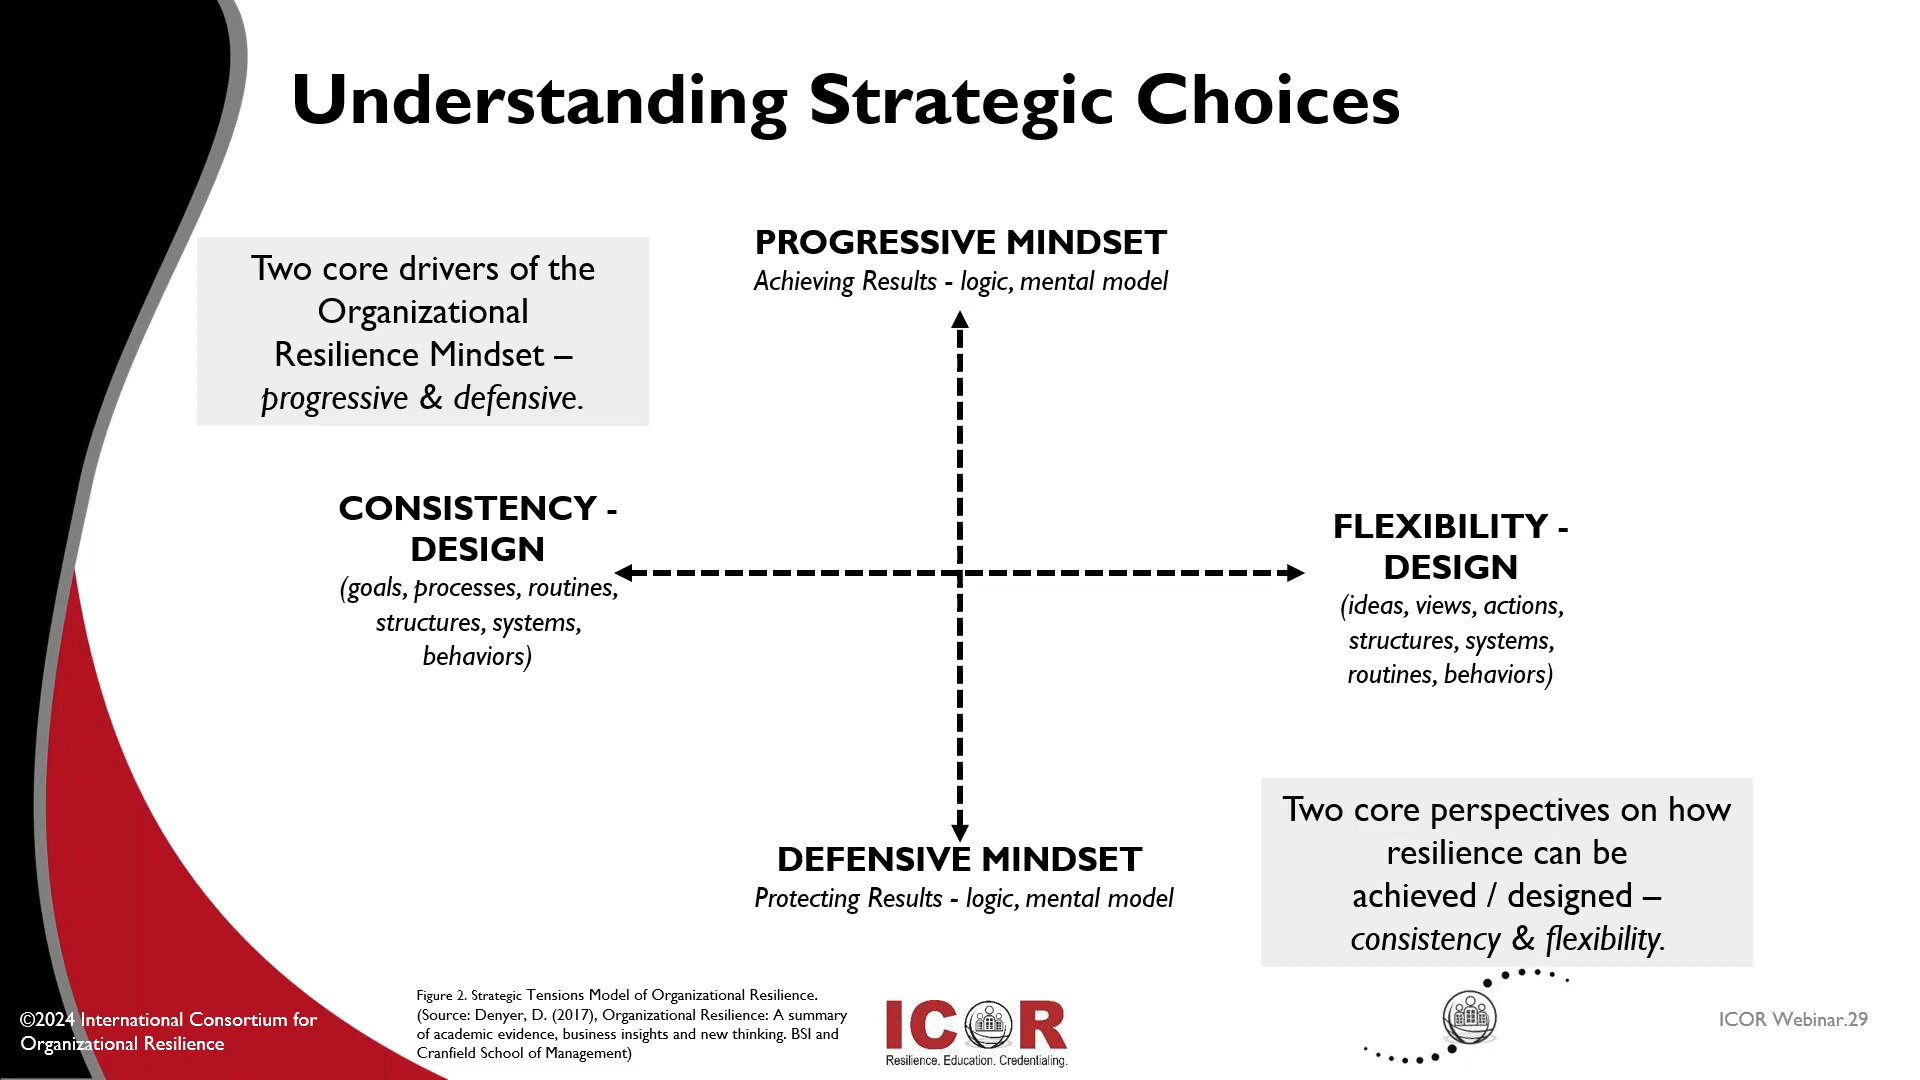 Understanding Strategic Choices
Two core drivers of the
Organizational
Resilience Mindset –
progressive & defensive.
PROGRESSIVE MINDSET
Achieving Results - logic, mental model
CONSISTENCY -
DESIGN
(goals, processes, routines,
structures, systems,
behaviors)
FLEXIBILITY -
DESIGN
(ideas, views, actions,
structures, systems,
routines, behaviors)
DEFENSIVE MINDSET
Protecting Results - logic, mental model
Two core perspectives on how
resilience can be
achieved / designed –
consistency & flexibility.
©2024 International Consortium for
Organizational Resilience
Figure 2. Strategic Tensions Model of Organizational Resilience.
(Source: Denyer, D. (2017), Organizational Resilience: A summary
of academic evidence, business insights and new thinking. BSI and
Cranfield School of Management)
ICOR
Resilience. Education. Credentialing.
ICOR Webinar.29